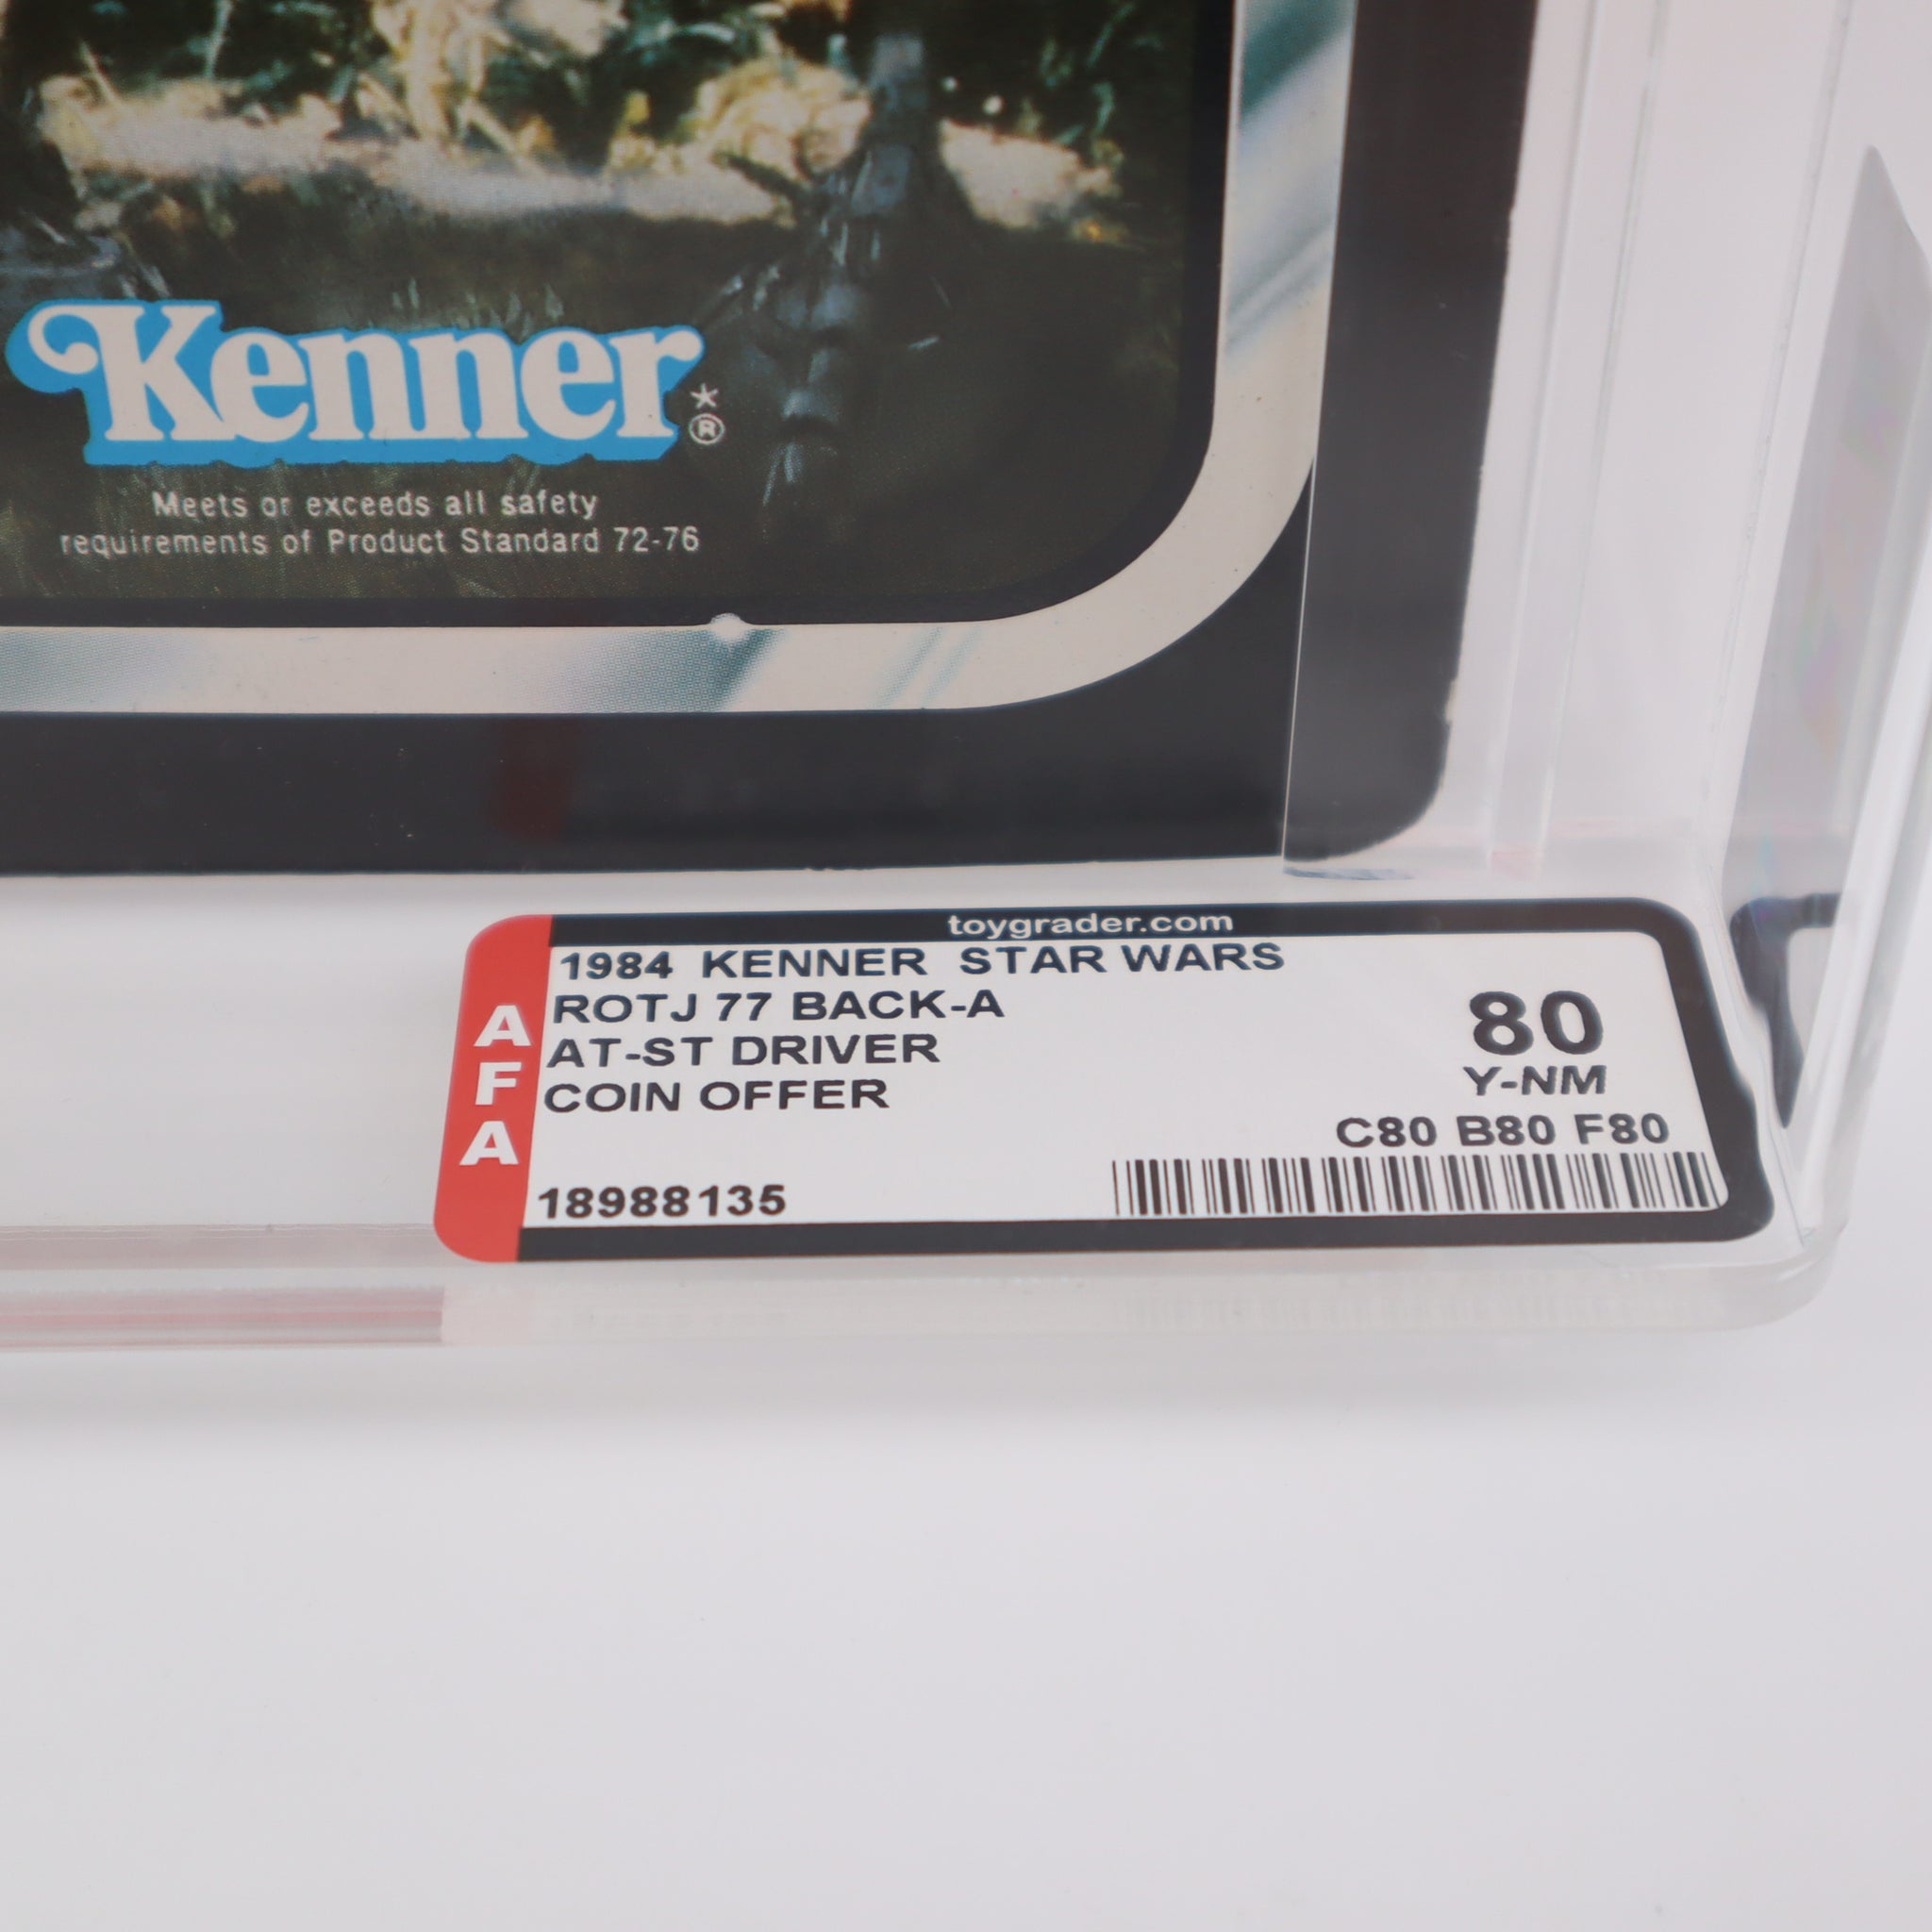 Kenner
*®
Meets or exceeds all safety
requirements of Product Standard 72-76
toygrader.com
AFA
1984 KENNER STAR WARS
ROTJ 77 BACK-A
AT-ST DRIVER
COIN OFFER
80
Y-NM
C80 B80 F80
18988135